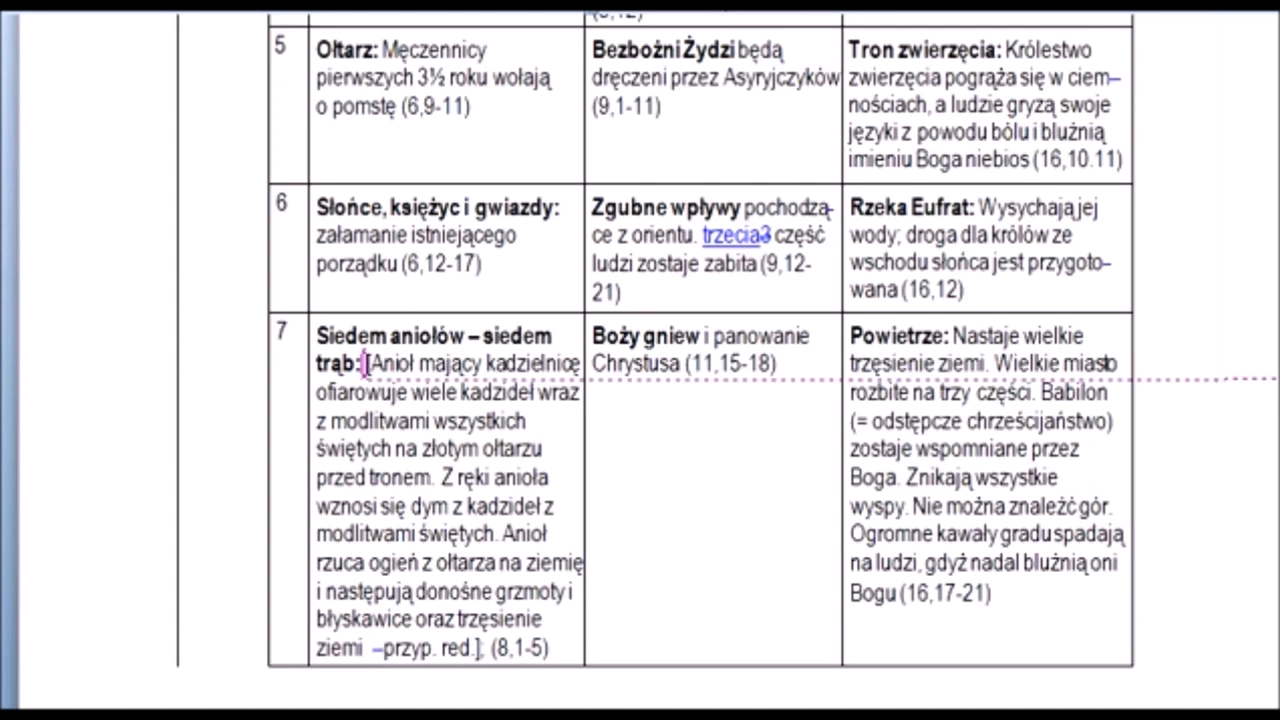 5
Ołtarz: Męczennicy
pierwszych 3½ roku wołają
o pomstę (6,9-11)
Bezbożni Żydzi będą
dręczeni przez Asyryjczyków
(9,1-11)
Tron zwierzęcia: Królestwo
zwierzęcia pogrąża się w ciem–
nościach, a ludzie gryzą swoje
języki z powodu bólu i bluźnią
imieniu Boga niebios (16,10.11)
6
Słońce, księżyc i gwiazdy:
załamanie istniejącego
porządku (6,12-17)
Zgubne wpływy pochodzą-
ce z orientu. trzecia3 część
ludzi zostaje zabita (9,12-
21)
Rzeka Eufrat: Wysychają jej
wody; droga dla królów ze
wschodu słońca jest przygoto–
wana (16,12)
7
Siedem aniołów – siedem
trąb: [Anioł mający kadzielnicę
ofiarowuje wiele kadzideł wraz
z modlitwami wszystkich
świętych na złotym ołtarzu
przed tronem. Z ręki anioła
wznosi się dym z kadzideł z
modlitwami świętych. Anioł
rzuca ogień z ołtarza na ziemię
i następują donośne grzmoty i
błyskawice oraz trzęsienie
ziemi –przyp. red.]; (8,1-5)
Boży gniew i panowanie
Chrystusa (11,15-18)
Powietrze: Nastaje wielkie
trzęsienie ziemi. Wielkie miasto
rozbite na trzy części. Babilon
(= odstępcze chrześcijaństwo)
zostaje wspomniane przez
Boga. Znikają wszystkie
wyspy. Nie można znaleźć gór.
Ogromne kawały gradu spadają
na ludzi, gdyż nadal bluźnią oni
Bogu (16,17-21)